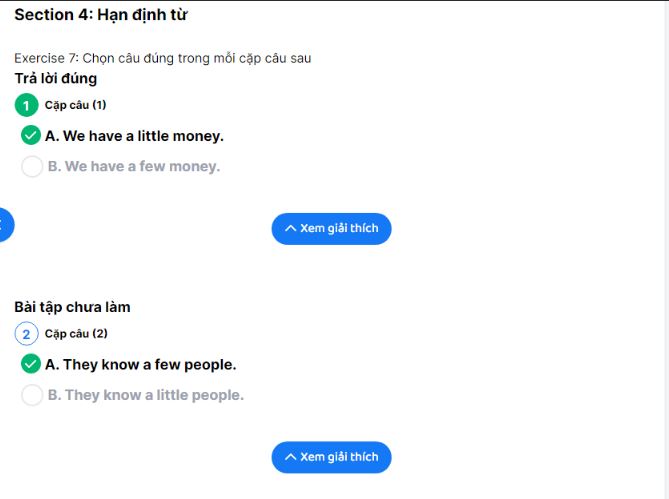 Section 4: Hạn định từ
Exercise 7: Chọn câu đúng trong mỗi cặp câu sau
Trả lời đúng
1 Cặp câu (1)
A. We have a little money.
B. We have a few money.
Xem giải thích
Bài tập chưa làm
2 Cặp câu (2)
A. They know a few people.
B. They know a little people.
Xem giải thích